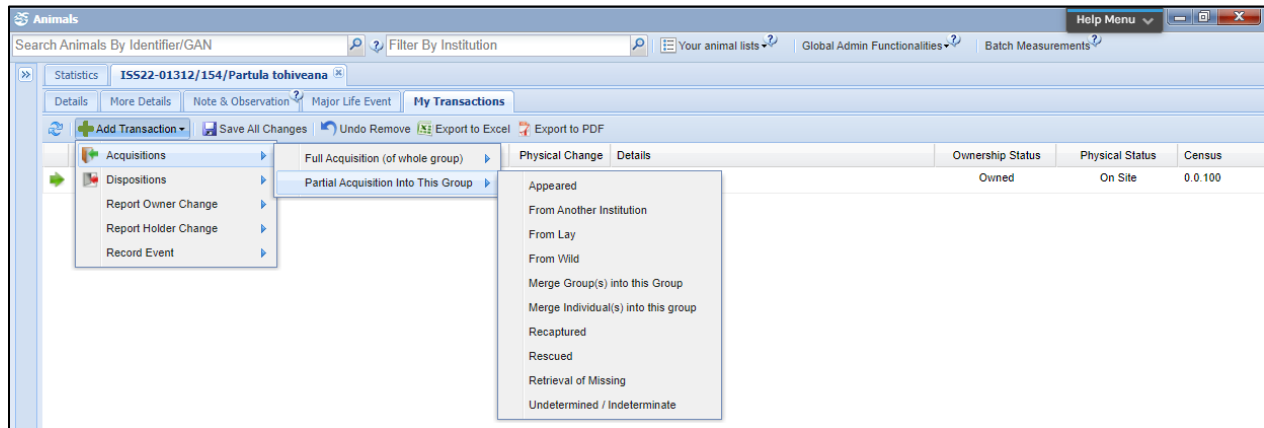 Animals
Help Menu
Search Animals By Identifier/GAN
Filter By Institution
Your animal lists
Global Admin Functionalities
Batch Measurements
Statistics
ISS22-01312/154/Partula tohiveana
Details
More Details
Note & Observation
Major Life Event
My Transactions
Add Transaction
Save All Changes
Undo Remove
Export to Excel
Export to PDF
Physical Change
Details
Ownership Status
Physical Status
Census
Owned
On Site
0.0.100
Acquisitions
Dispositions
Report Owner Change
Report Holder Change
Record Event
Full Acquisition (of whole group)
Partial Acquisition Into This Group
Appeared
From Another Institution
From Lay
From Wild
Merge Group(s) into this Group
Merge Individual(s) into this group
Recaptured
Rescued
Retrieval of Missing
Undetermined / Indeterminate